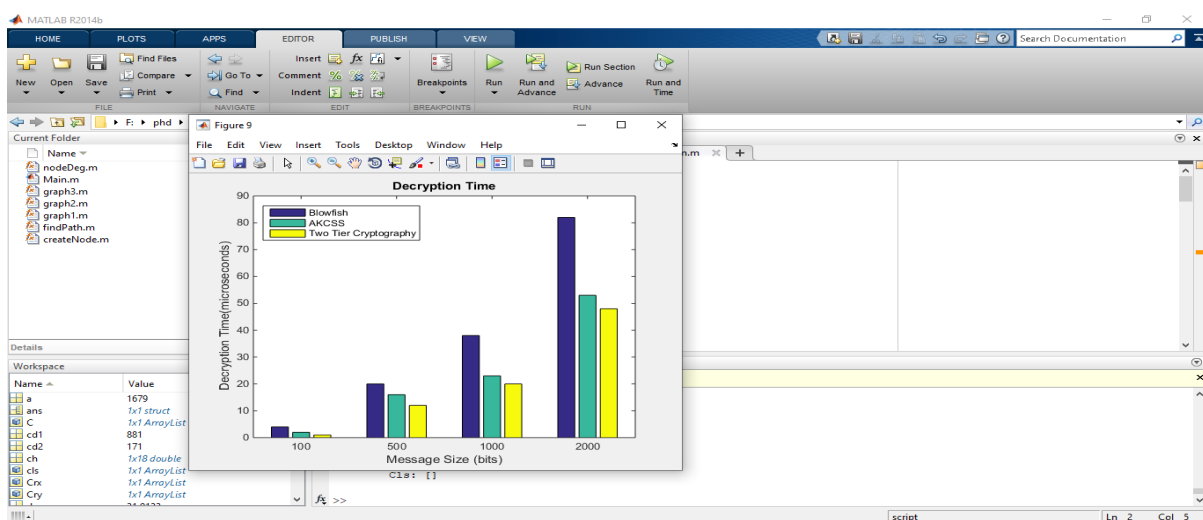 MATLAB R2014b
HOME PLOTS APPS EDITOR PUBLISH VIEW Search Documentation
New Open Save Find Files Compare Print Go To Find Insert Comment Indent fx Breakpoints Run Run and Advance Run Section Advance Run and Time
FILE NAVIGATE EDIT BREAKPOINTS RUN
F: phd
Current Folder
Name
nodeDeg.m
Main.m
graph3.m
graph2.m
graph1.m
findPath.m
createNode.m
Details
Workspace
Name Value
a 1679
ans 1x1 struct
C 1x1 ArrayList
cd1 881
cd2 171
ch 1x18 double
cls 1x1 ArrayList
Crx 1x1 ArrayList
Cry 1x1 ArrayList
Figure 9
File Edit View Insert Tools Desktop Window Help
Decryption Time
Blowfish
AKCSS
Two Tier Cryptography
Decryption Time(microseconds)
90
80
70
60
50
40
30
20
10
0
100 500 1000 2000
Message Size (bits)
Cls: []
fx >>
script Ln 2 Col 5